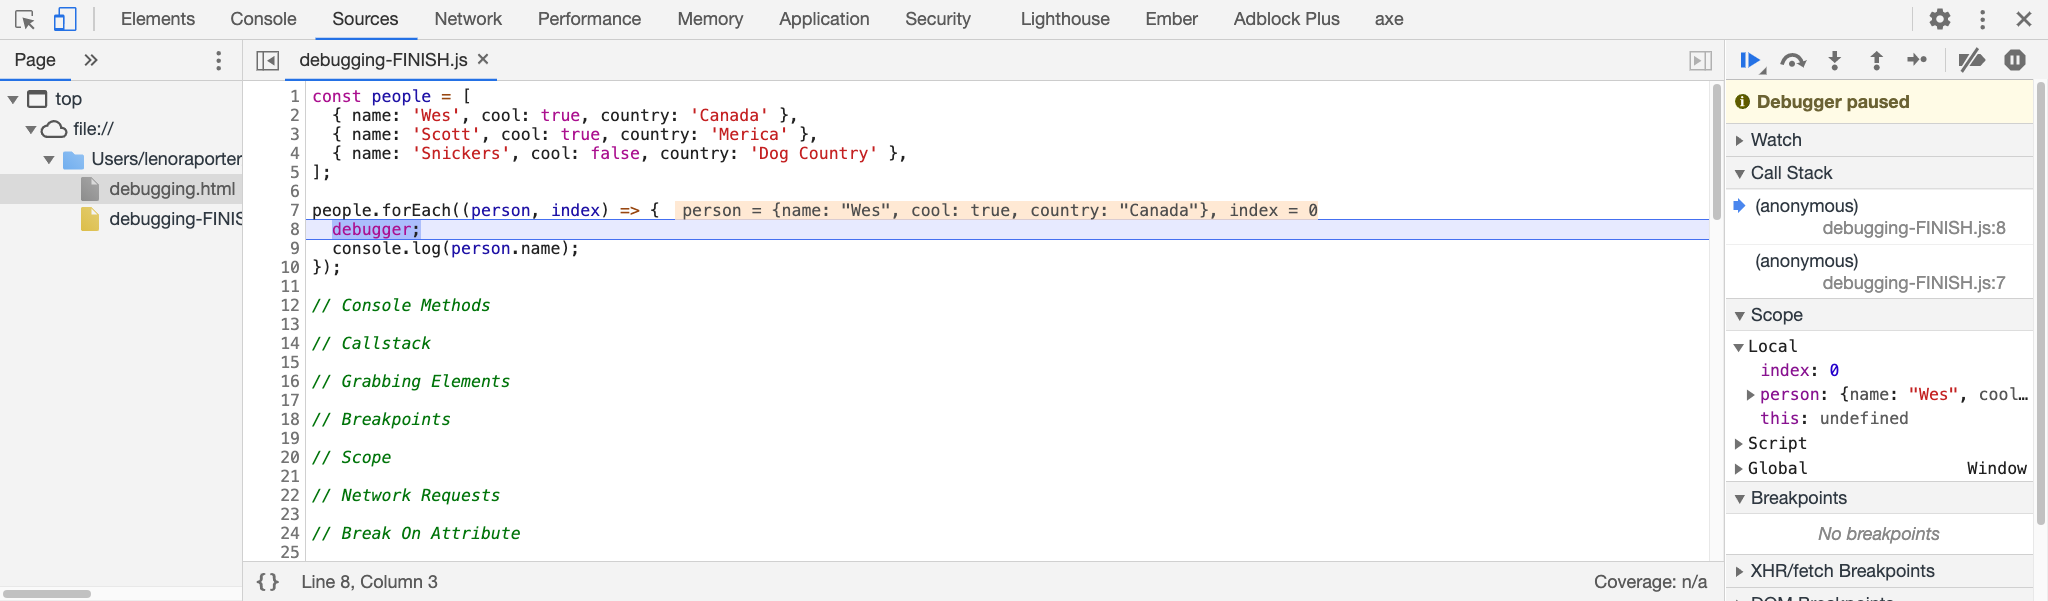 Elements Console Sources Network Performance Memory Application Security Lighthouse Ember Adblock Plus axe
Page
top
file://
Users/lenoraporter
debugging.html
debugging-FINIS
debugging-FINISH.js
1 const people = [
2 { name: 'Wes', cool: true, country: 'Canada' },
3 { name: 'Scott', cool: true, country: 'Merica' },
4 { name: 'Snickers', cool: false, country: 'Dog Country' },
5 ];
6
7 people.forEach((person, index) => { person = {name: "Wes", cool: true, country: "Canada"}, index = 0
8 debugger;
9 console.log(person.name);
10 });
11
12 // Console Methods
13
14 // Callstack
15
16 // Grabbing Elements
17
18 // Breakpoints
19
20 // Scope
21
22 // Network Requests
23
24 // Break On Attribute
25
{} Line 8, Column 3
Coverage: n/a
Debugger paused
Watch
Call Stack
(anonymous)
debugging-FINISH.js:8
(anonymous)
debugging-FINISH.js:7
Scope
Local
index: 0
person: {name: "Wes", cool…
this: undefined
Script
Global Window
Breakpoints
No breakpoints
XHR/fetch Breakpoints